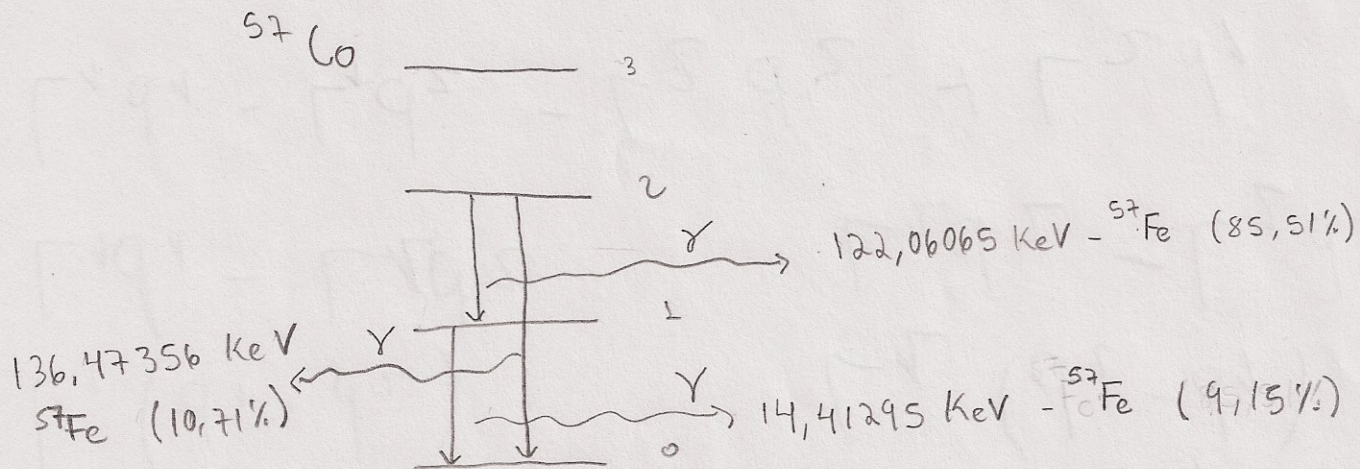 57Co
3
2
γ
122,06065 KeV - 57Fe (85,51%)
1
136,47356 KeV
γ
57Fe (10,71%)
γ
14,41295 KeV - 57Fe (9,15%)
0